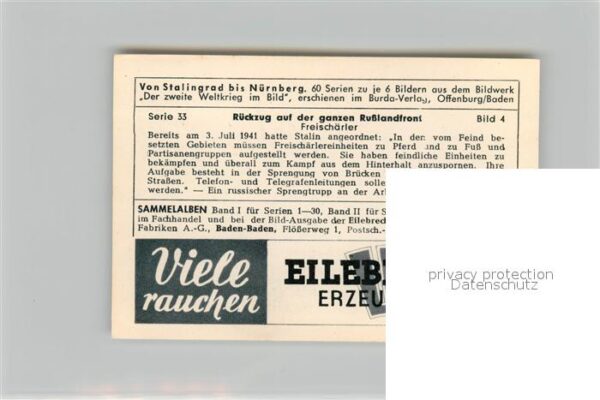 Von Stalingrad bis Nürnberg. 60 Serien zu je 6 Bildern aus dem Bildwerk
„Der zweite Weltkrieg im Bild", erschienen im Burda-Verlag, Offenburg/Baden
Serie 33 Rückzug auf der ganzen Rußlandfront Bild 4
Freischärler
Bereits am 3. Juli 1941 hatte Stalin angeordnet: „In den vom Feind be-
setzten Gebieten müssen Freischärlereinheiten zu Pferd und zu Fuß und
Partisanengruppen aufgestellt werden. Sie haben feindliche Einheiten zu
bekämpfen und überall zum Kampf aus dem Hinterhalt anzuspornen. Ihre
Aufgabe besteht in der Sprengung von Brücken
Straßen. Telefon- und Telegrafenleitungen solle
werden." — Ein russischer Sprengtrupp an der Ar
SAMMELALBEN Band I für Serien 1—30, Band II für S
im Fachhandel und bei der Bild-Ausgabe der Eilebrec
Fabriken A.-G., Baden-Baden, Flößerweg 1, Postsch.-
Viele EILEB
rauchen ERZEU
privacy protection
Datenschutz